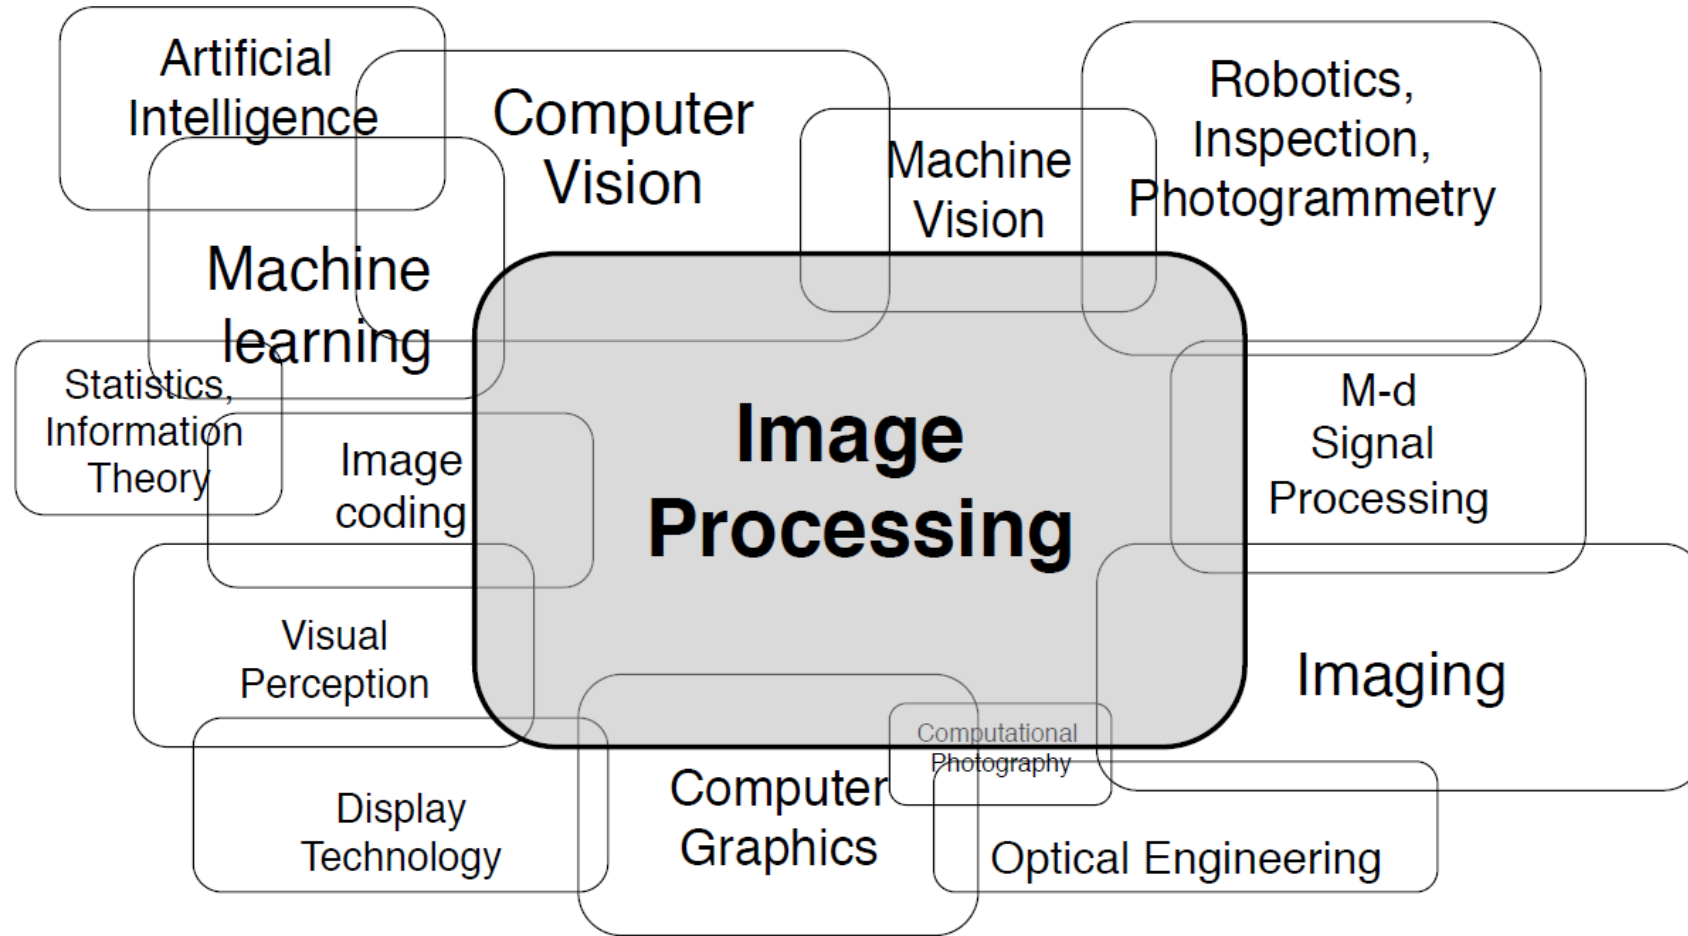 Artificial
Intelligence
Computer
Vision
Machine
Vision
Robotics,
Inspection,
Photogrammetry
Machine
learning
Statistics,
Information
Theory
Image
coding
Image
Processing
M-d
Signal
Processing
Visual
Perception
Imaging
Display
Technology
Computer
Graphics
Computational
Photography
Optical Engineering